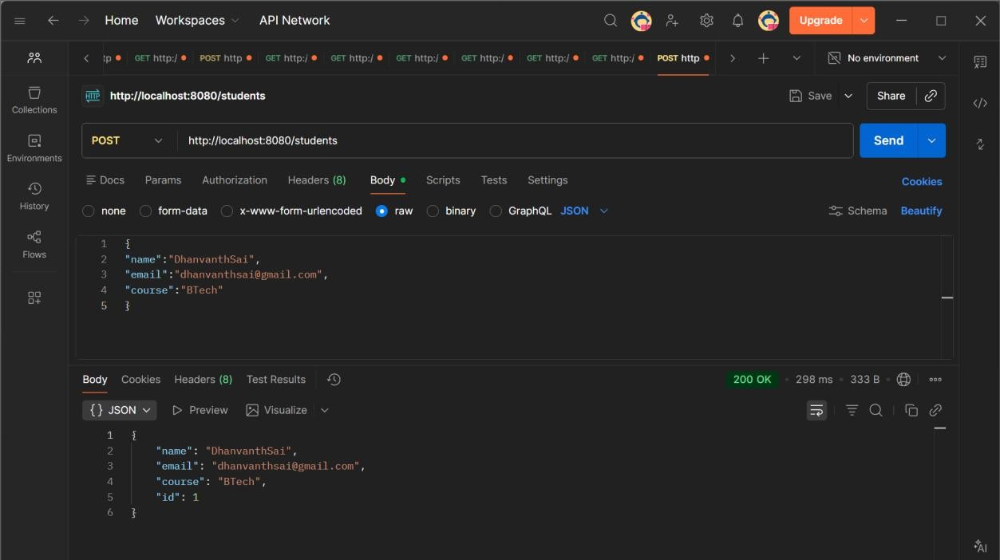 Home Workspaces API Network Upgrade
tp GET http:/ POST http GET http:/ GET http:/ GET http:/ GET http:/ GET http:/ GET http:/ POST http No environment
HTTP http://localhost:8080/students Save Share
Collections
POST http://localhost:8080/students Send
Environments
Docs Params Authorization Headers (8) Body Scripts Tests Settings Cookies
History
none form-data x-www-form-urlencoded raw binary GraphQL JSON Schema Beautify
Flows
1 {
2 "name":"DhanvanthSai",
3 "email":"dhanvanthsai@gmail.com",
4 "course":"BTech"
5 }
Body Cookies Headers (8) Test Results 200 OK 298 ms 333 B
{} JSON Preview Visualize
1 {
2 "name": "DhanvanthSai",
3 "email": "dhanvanthsai@gmail.com",
4 "course": "BTech",
5 "id": 1
6 }
AI